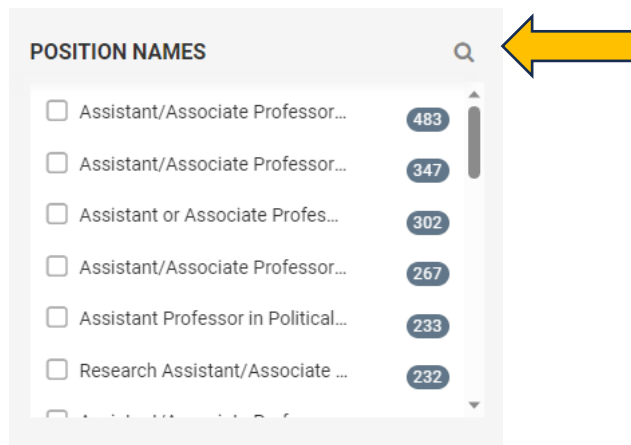 POSITION NAMES
Assistant/Associate Professor... 483
Assistant/Associate Professor... 347
Assistant or Associate Profes... 302
Assistant/Associate Professor... 267
Assistant Professor in Political... 233
Research Assistant/Associate ... 232